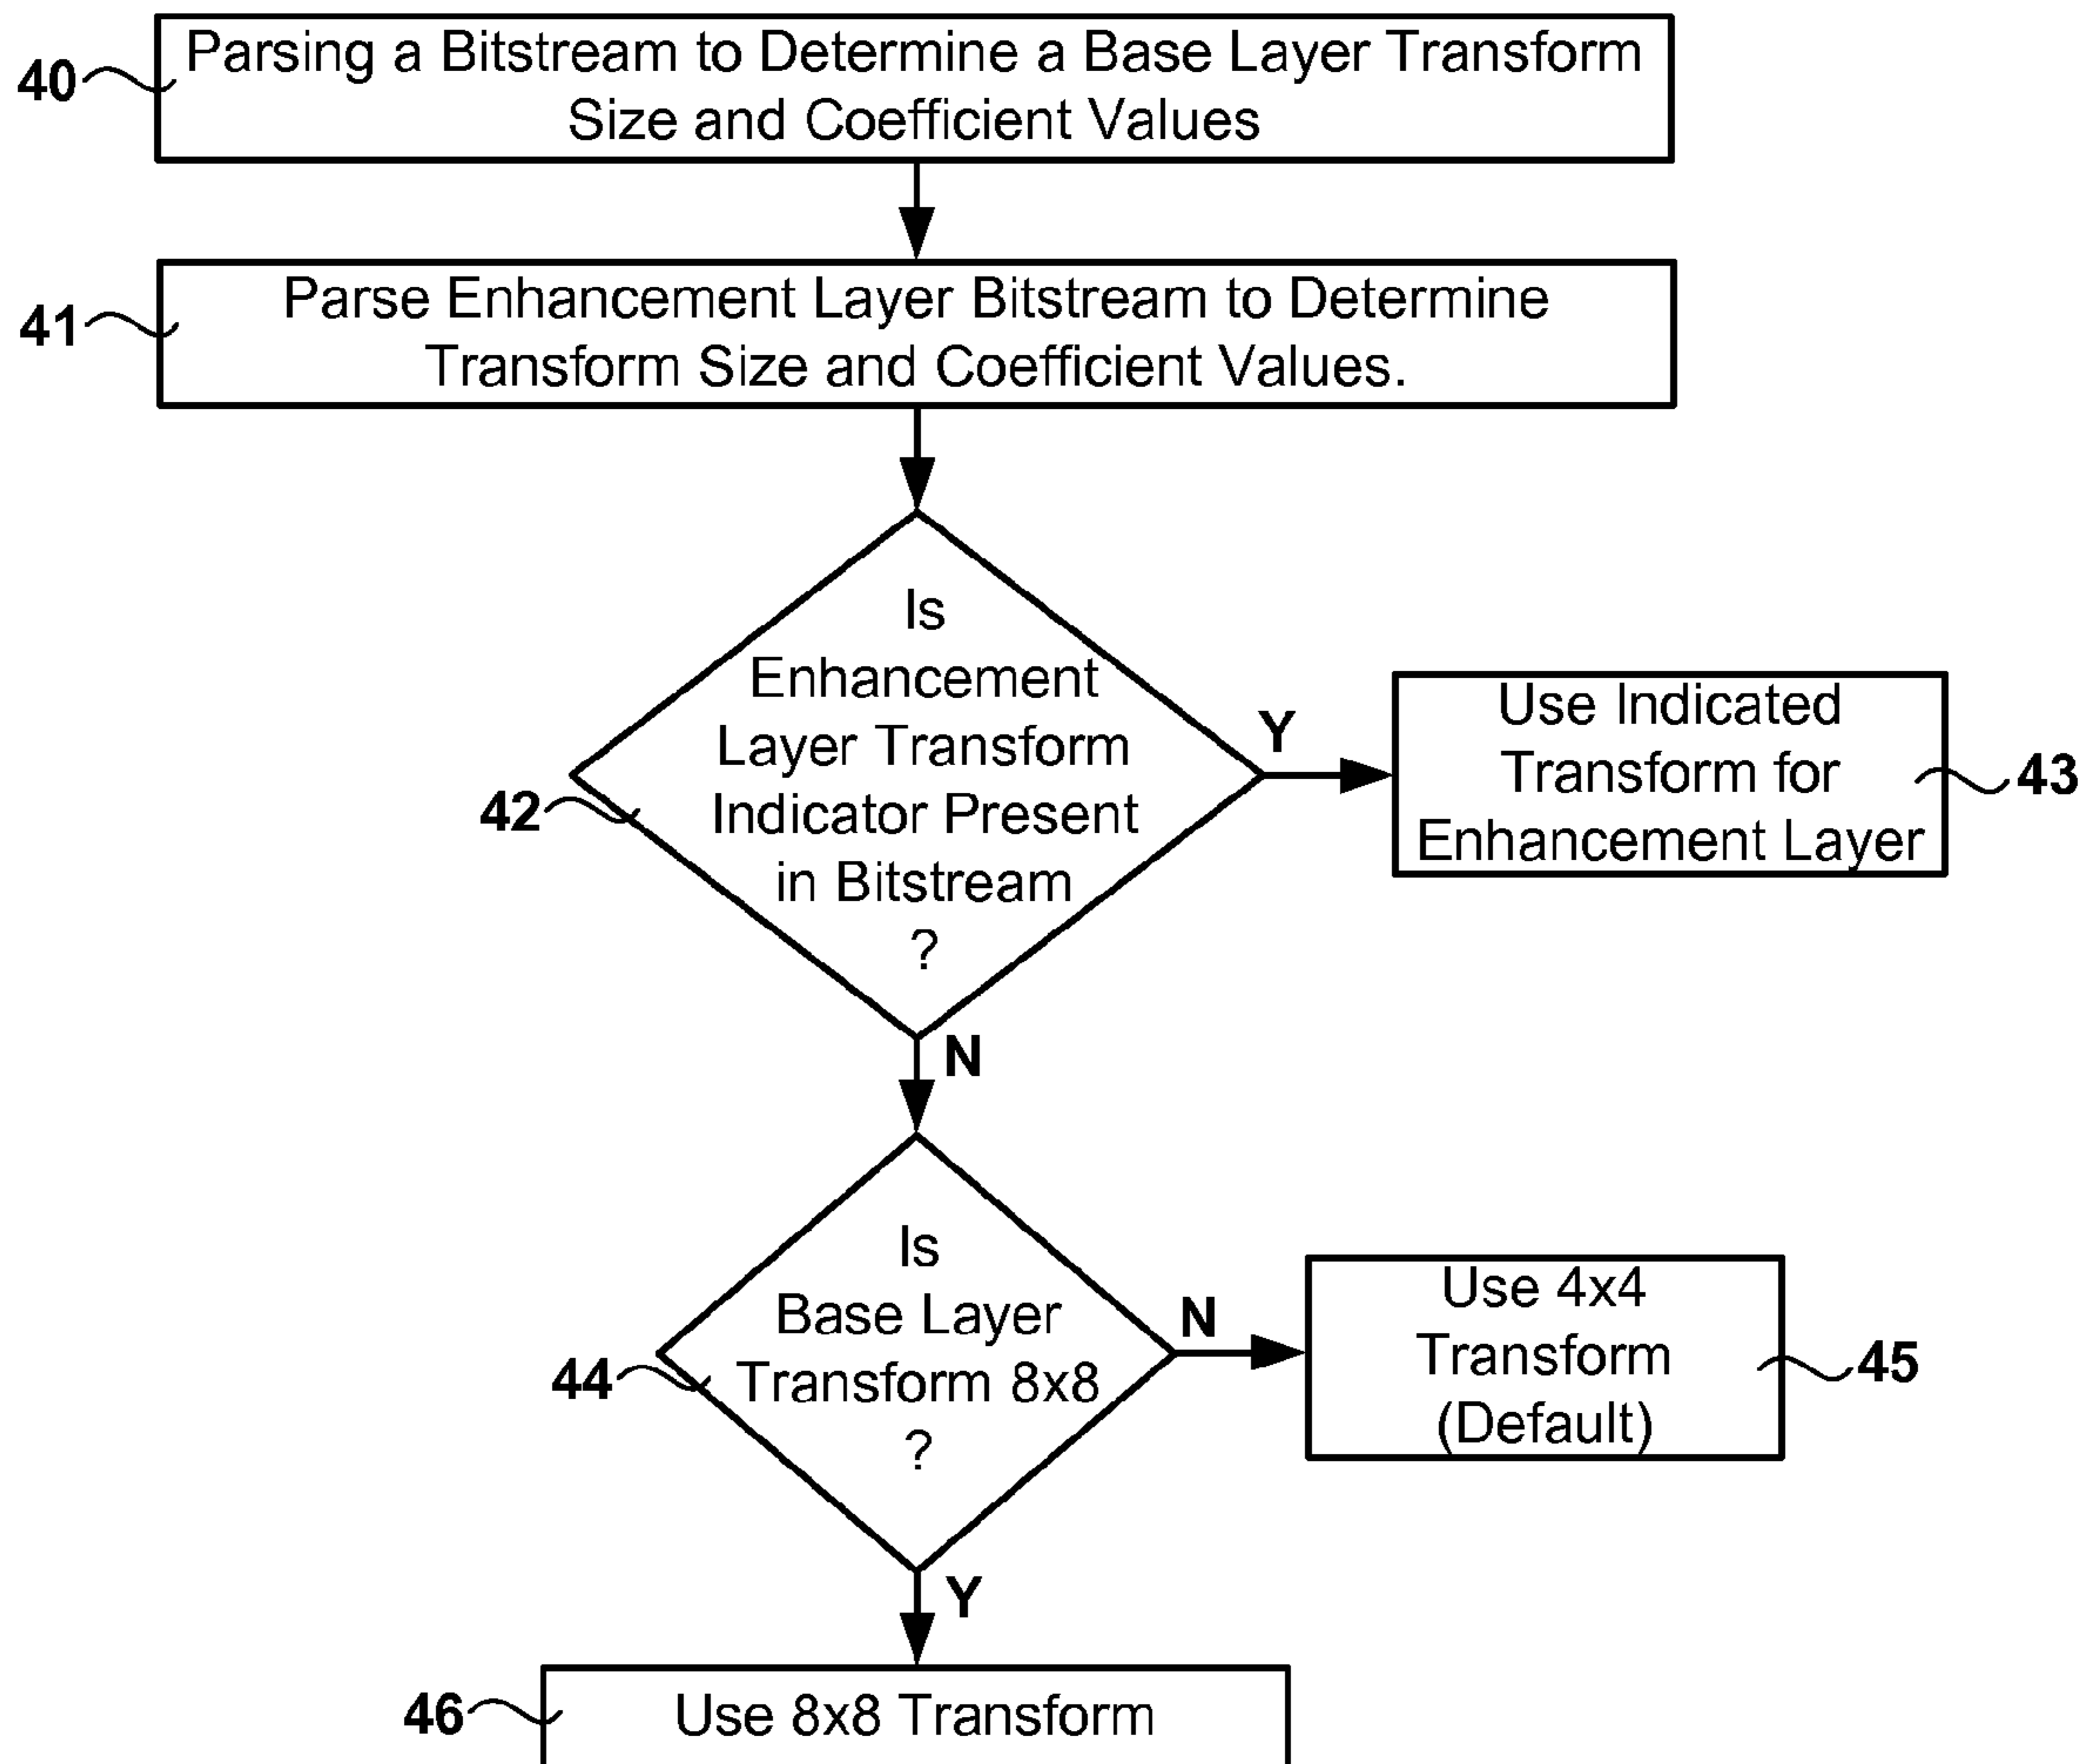 Parsing a Bitstream to Determine a Base Layer Transform
Size and Coefficient Values
40
Parse Enhancement Layer Bitstream to Determine
Transform Size and Coefficient Values.
41
Is
Enhancement
Layer Transform
Indicator Present
in Bitstream
?
42
Y
Use Indicated
Transform for
Enhancement Layer
43
N
Is
Base Layer
Transform 8x8
?
44
N
Use 4x4
Transform
(Default)
45
Y
46
Use 8x8 Transform